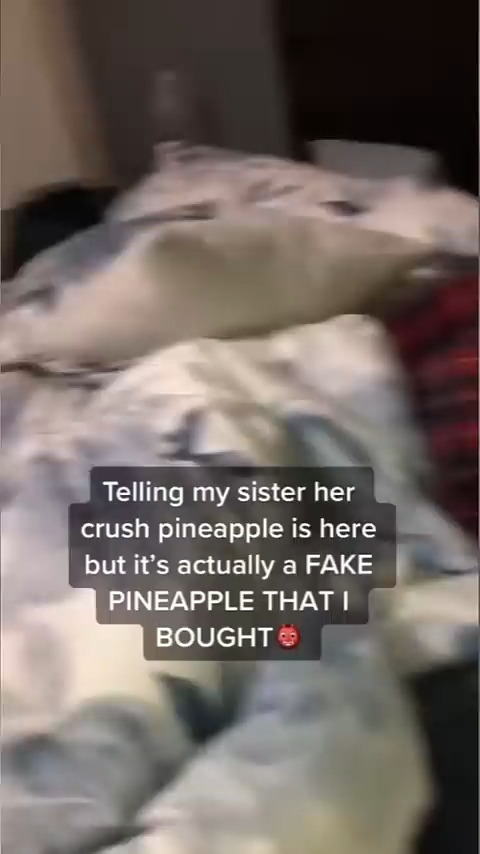 Telling my sister her
crush pineapple is here
but it’s actually a FAKE
PINEAPPLE THAT I
BOUGHT👹